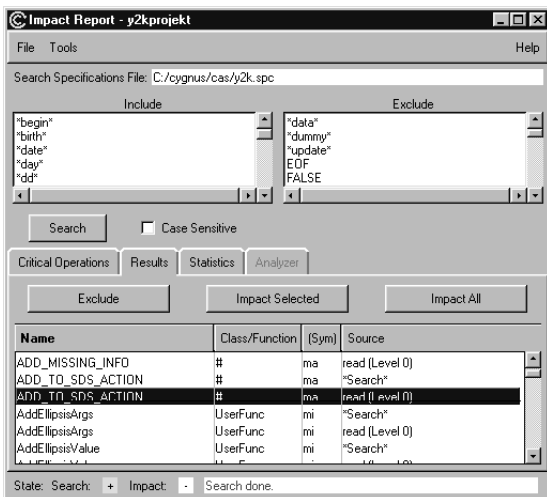 Impact Report - y2kprojekt
File Tools Help
Search Specifications File: C:/cygnus/cas/y2k.spc
Include Exclude
*begin* *data*
*birth* *dummy*
*date* *update*
*day* EOF
*dd* FALSE
Search Case Sensitive
Critical Operations Results Statistics Analyzer
Exclude Impact Selected Impact All
Name Class/Function (Sym) Source
ADD_MISSING_INFO # ma read (Level 0)
ADD_TO_SDS_ACTION # ma *Search*
ADD_TO_SDS_ACTION # ma read (Level 0)
AddEllipsisArgs UserFunc mi *Search*
AddEllipsisArgs UserFunc mi read (Level 0)
AddEllipsisValue UserFunc mi *Search*
State: Search: + Impact: - Search done.